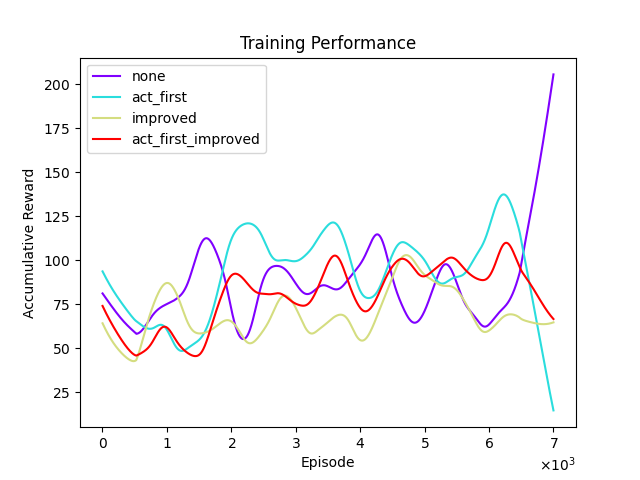 Training Performance
none
act_first
improved
act_first_improved
Accumulative Reward
200
175
150
125
100
75
50
25
0 1 2 3 4 5 6 7
Episode
×10³